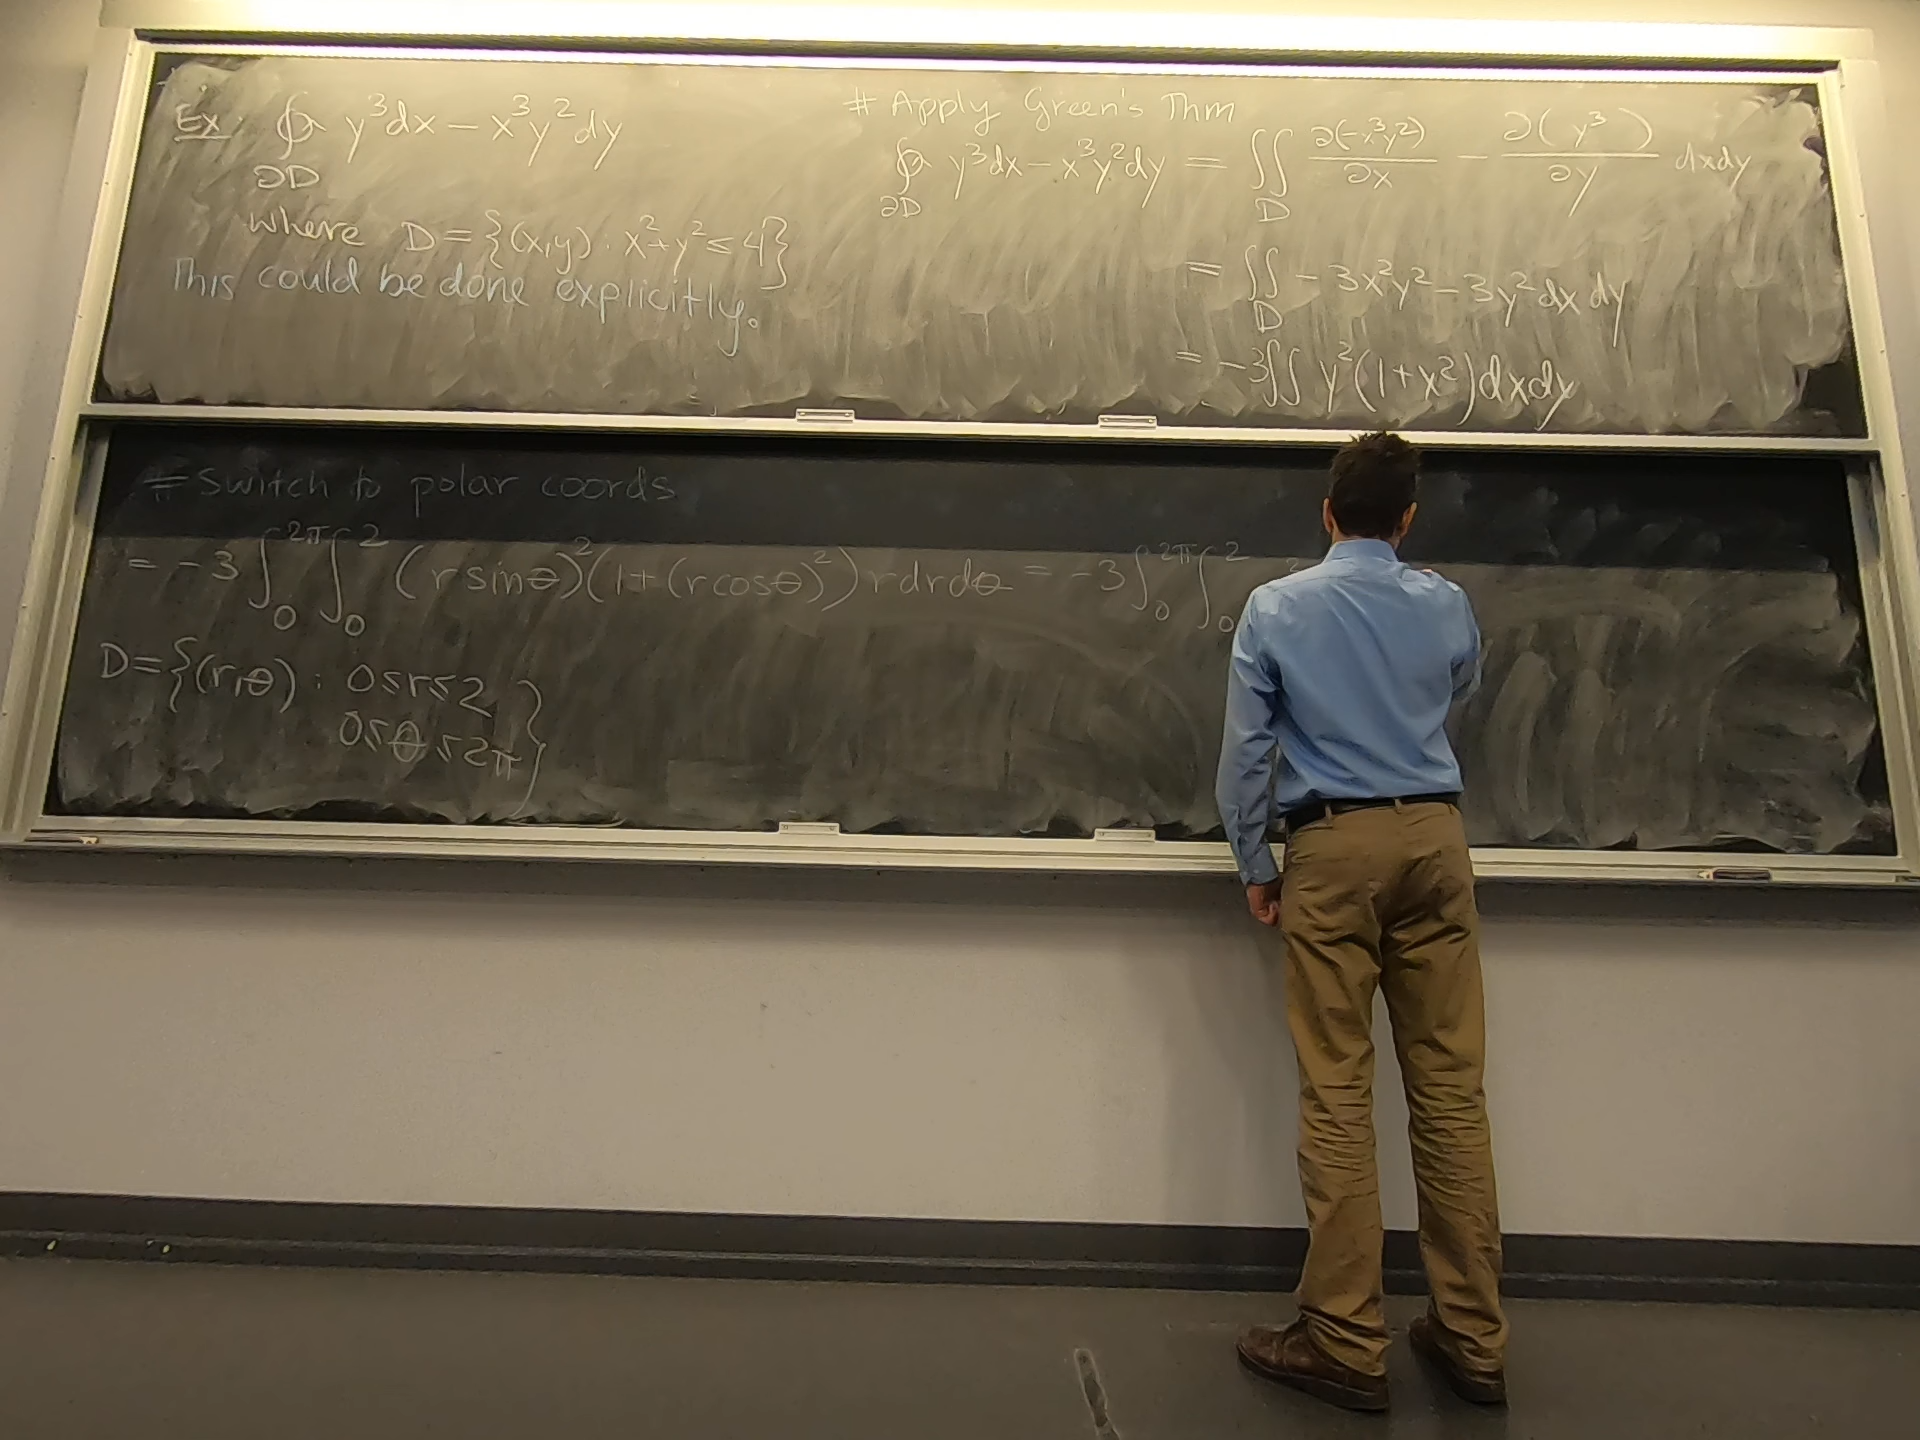 Ex: ∮ y³dx − x³y²dy
∂D
where D = {(x,y) : x²+y² ≤ 4}
This could be done explicitly.
# Apply Green's Thm
∮ y³dx − x³y²dy = ∬ ∂(−x³y²)/∂x − ∂( y³ )/∂y dxdy
∂D D
= ∬ −3x²y² − 3y²dx dy
D
= −3∬ y²(1+x²)dxdy
# Switch to polar coords
= −3 ∫₀^2π ∫₀^2 (r sinθ)²(1+(r cosθ)²) r dr dθ = −3 ∫₀^2π ∫₀^2
D = {(r,θ) : 0≤r≤2
0≤θ≤2π}